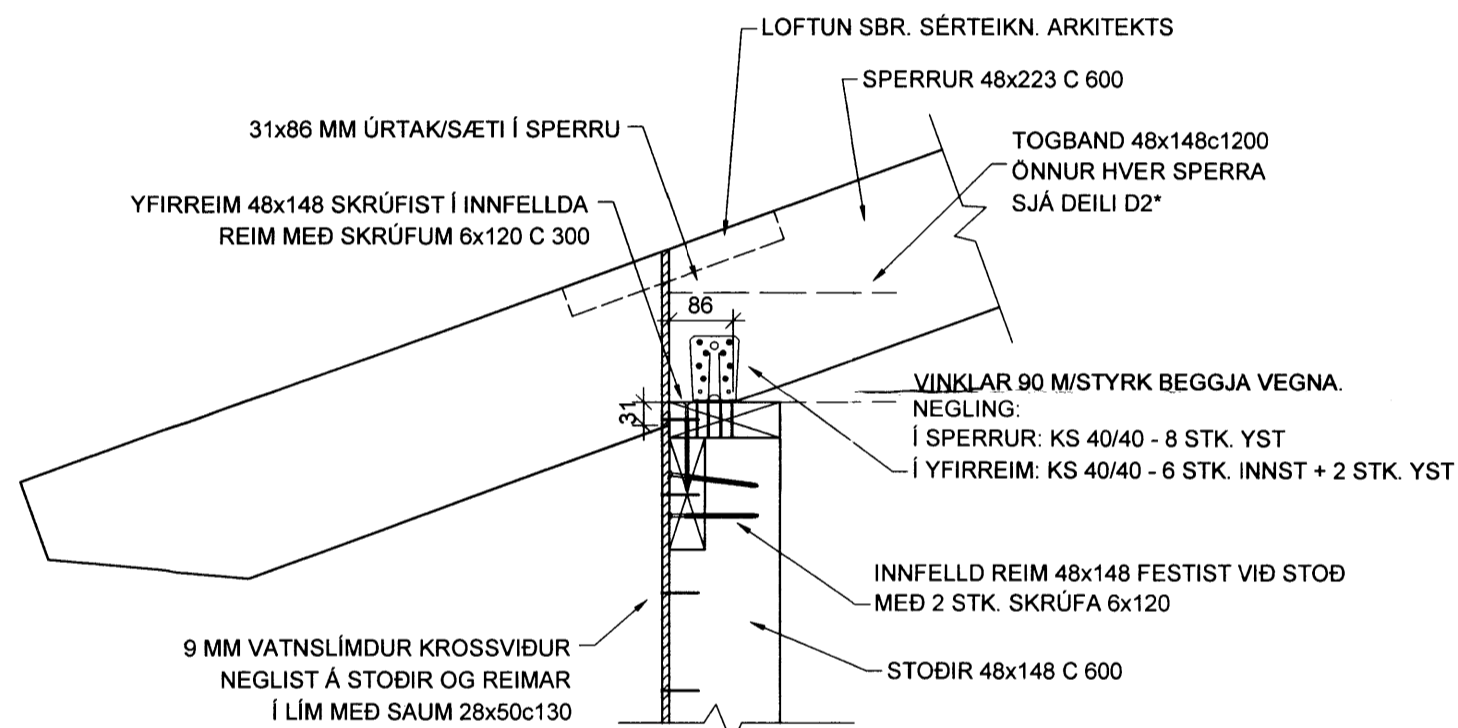 LOFTUN SBR. SÉRTEIKN. ARKITEKTS
SPERRUR 48x223 C 600
31x86 MM ÚRTAK/SÆTI Í SPERRU
TOGBAND 48x148c1200
ÖNNUR HVER SPERRA
SJÁ DEILI D2*
YFIRREIM 48x148 SKRÚFIST Í INNFELLDA
REIM MEÐ SKRÚFUM 6x120 C 300
86
31
VINKLAR 90 M/STYRK BEGGJA VEGNA.
NEGLING:
Í SPERRUR: KS 40/40 - 8 STK. YST
Í YFIRREIM: KS 40/40 - 6 STK. INNST + 2 STK. YST
INNFELLD REIM 48x148 FESTIST VIÐ STOÐ
MEÐ 2 STK. SKRÚFA 6x120
9 MM VATNSLÍMDUR KROSSVIÐUR
NEGLIST Á STOÐIR OG REIMAR
Í LÍM MEÐ SAUM 28x50c130
STOÐIR 48x148 C 600